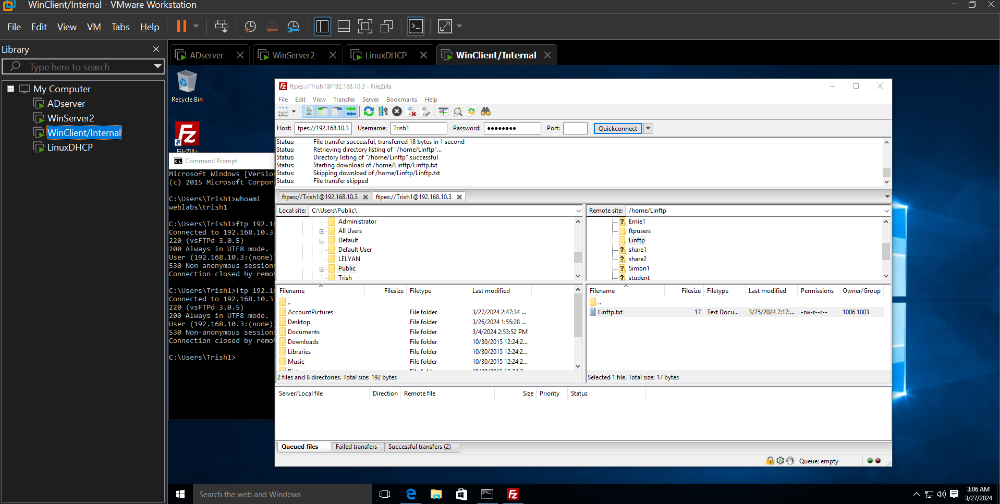 WinClient/Internal - VMware Workstation
File Edit View VM Tabs Help
Library
Type here to search
My Computer
ADserver
WinServer2
WinClient/Internal
LinuxDHCP
ADserver
WinServer2
LinuxDHCP
WinClient/Internal
Recycle Bin
FileZilla
Command Prompt
Microsoft Windows [Version
(c) 2015 Microsoft Corpor
C:\Users\Trish1>whoami
weblabs\trish1
C:\Users\Trish1>ftp 192.1
Connected to 192.168.10.3
220 (vsFTPd 3.0.5)
200 Always in UTF8 mode.
User (192.168.10.3:(none)
530 Non-anonymous sessions
Connection closed by remo
C:\Users\Trish1>ftp 192.1
Connected to 192.168.10.3
220 (vsFTPd 3.0.5)
200 Always in UTF8 mode.
User (192.168.10.3:(none)
530 Non-anonymous sessions
Connection closed by remo
C:\Users\Trish1>
ftpes://Trish1@192.168.10.3 - FileZilla
File Edit View Transfer Server Bookmarks Help
Host: tpes://192.168.10.3 Username: Trish1 Password: ●●●●●●●● Port: Quickconnect
Status: File transfer successful, transferred 18 bytes in 1 second
Status: Retrieving directory listing of "/home/Linftp"...
Status: Directory listing of "/home/Linftp" successful
Status: Starting download of /home/Linftp/Linftp.txt
Status: Skipping download of /home/Linftp/Linftp.txt
Status: File transfer skipped
ftpes://Trish1@192.168.10.3 ftpes://Trish1@192.168.10.3
Local site: C:\Users\Public\
Administrator
All Users
Default
Default User
LELYAN
Public
Trish
Remote site: /home/Linftp
Ernie1
ftpusers
Linftp
share1
share2
Simon1
student
Filename Filesize Filetype Last modified
..
AccountPictures File folder 3/27/2024 2:47:34 ...
Desktop File folder 3/26/2024 1:55:28 ...
Documents File folder 3/4/2024 2:53:52 PM
Downloads File folder 10/30/2015 12:24:2...
Libraries File folder 10/30/2015 12:24:2...
Music File folder 10/30/2015 12:24:2...
2 files and 8 directories. Total size: 192 bytes
Filename Filesize Filetype Last modified Permissions Owner/Group
..
Linftp.txt 17 Text Docu... 3/25/2024 7:17:... -rw-r--r-- 1006 1003
Selected 1 file. Total size: 17 bytes
Server/Local file Direction Remote file Size Priority Status
Queued files Failed transfers Successful transfers (2)
Queue: empty
Search the web and Windows
3:06 AM
3/27/2024